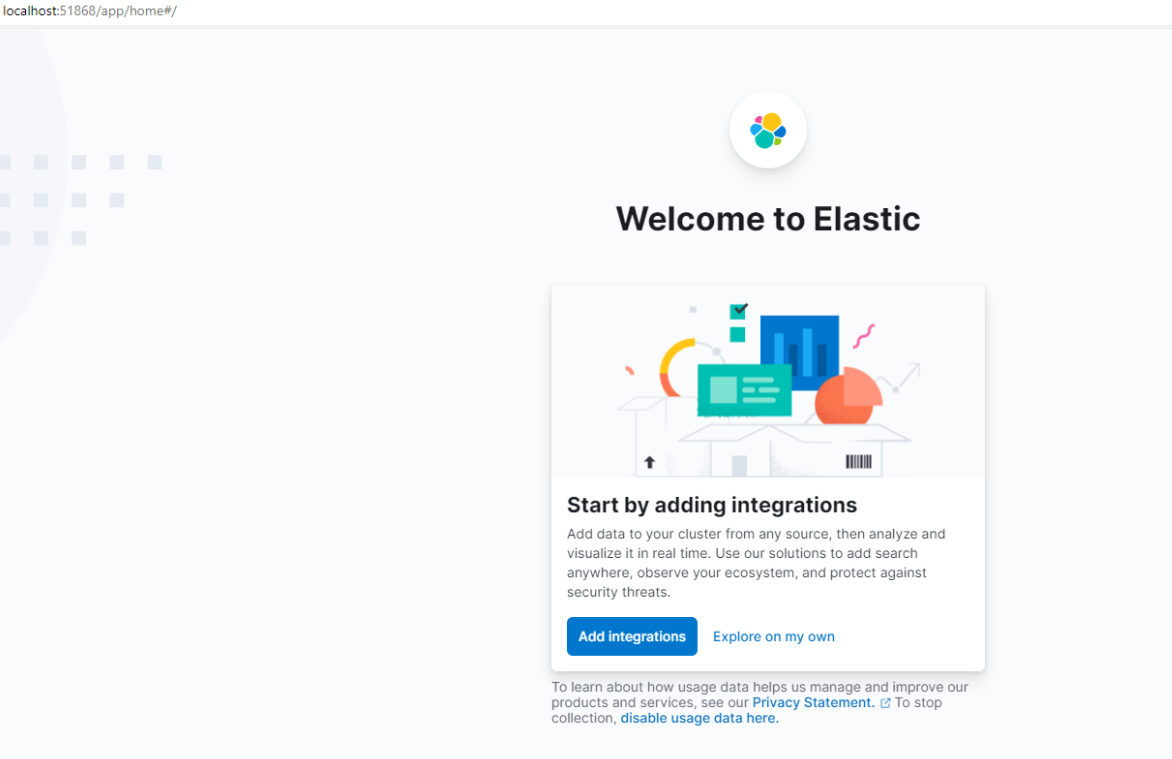 localhost:51868/app/home#/
Welcome to Elastic
Start by adding integrations
Add data to your cluster from any source, then analyze and
visualize it in real time. Use our solutions to add search
anywhere, observe your ecosystem, and protect against
security threats.
Add integrations Explore on my own
To learn about how usage data helps us manage and improve our
products and services, see our Privacy Statement. To stop
collection, disable usage data here.